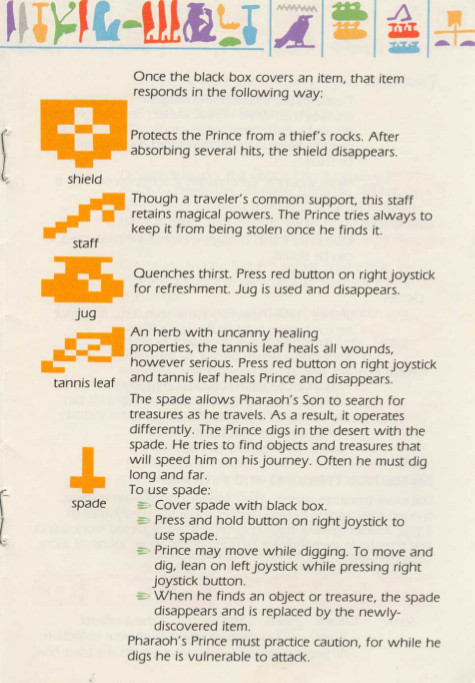 Once the black box covers an item, that item
responds in the following way:
Protects the Prince from a thief's rocks. After
absorbing several hits, the shield disappears.
shield
Though a traveler's common support, this staff
retains magical powers. The Prince tries always to
keep it from being stolen once he finds it.
staff
Quenches thirst. Press red button on right joystick
for refreshment. Jug is used and disappears.
jug
An herb with uncanny healing
properties, the tannis leaf heals all wounds,
however serious. Press red button on right joystick
and tannis leaf heals Prince and disappears.
tannis leaf
The spade allows Pharaoh's Son to search for
treasures as he travels. As a result, it operates
differently. The Prince digs in the desert with the
spade. He tries to find objects and treasures that
will speed him on his journey. Often he must dig
long and far.
spade
To use spade:
Cover spade with black box.
Press and hold button on right joystick to
use spade.
Prince may move while digging. To move and
dig, lean on left joystick while pressing right
joystick button.
When he finds an object or treasure, the spade
disappears and is replaced by the newly-
discovered item.
Pharaoh's Prince must practice caution, for while he
digs he is vulnerable to attack.